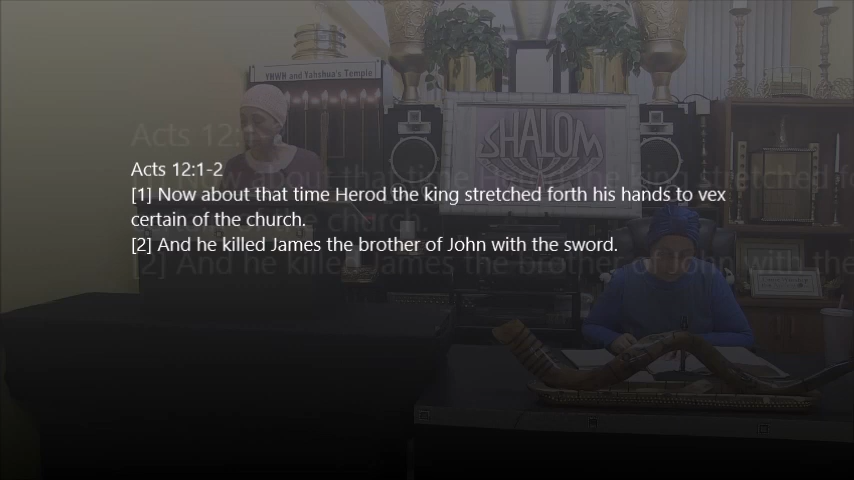 YHWH and Yahshua's Temple
SHALOM
Acts 12:1-2
[1] Now about that time Herod the king stretched forth his hands to vex
certain of the church.
[2] And he killed James the brother of John with the sword.